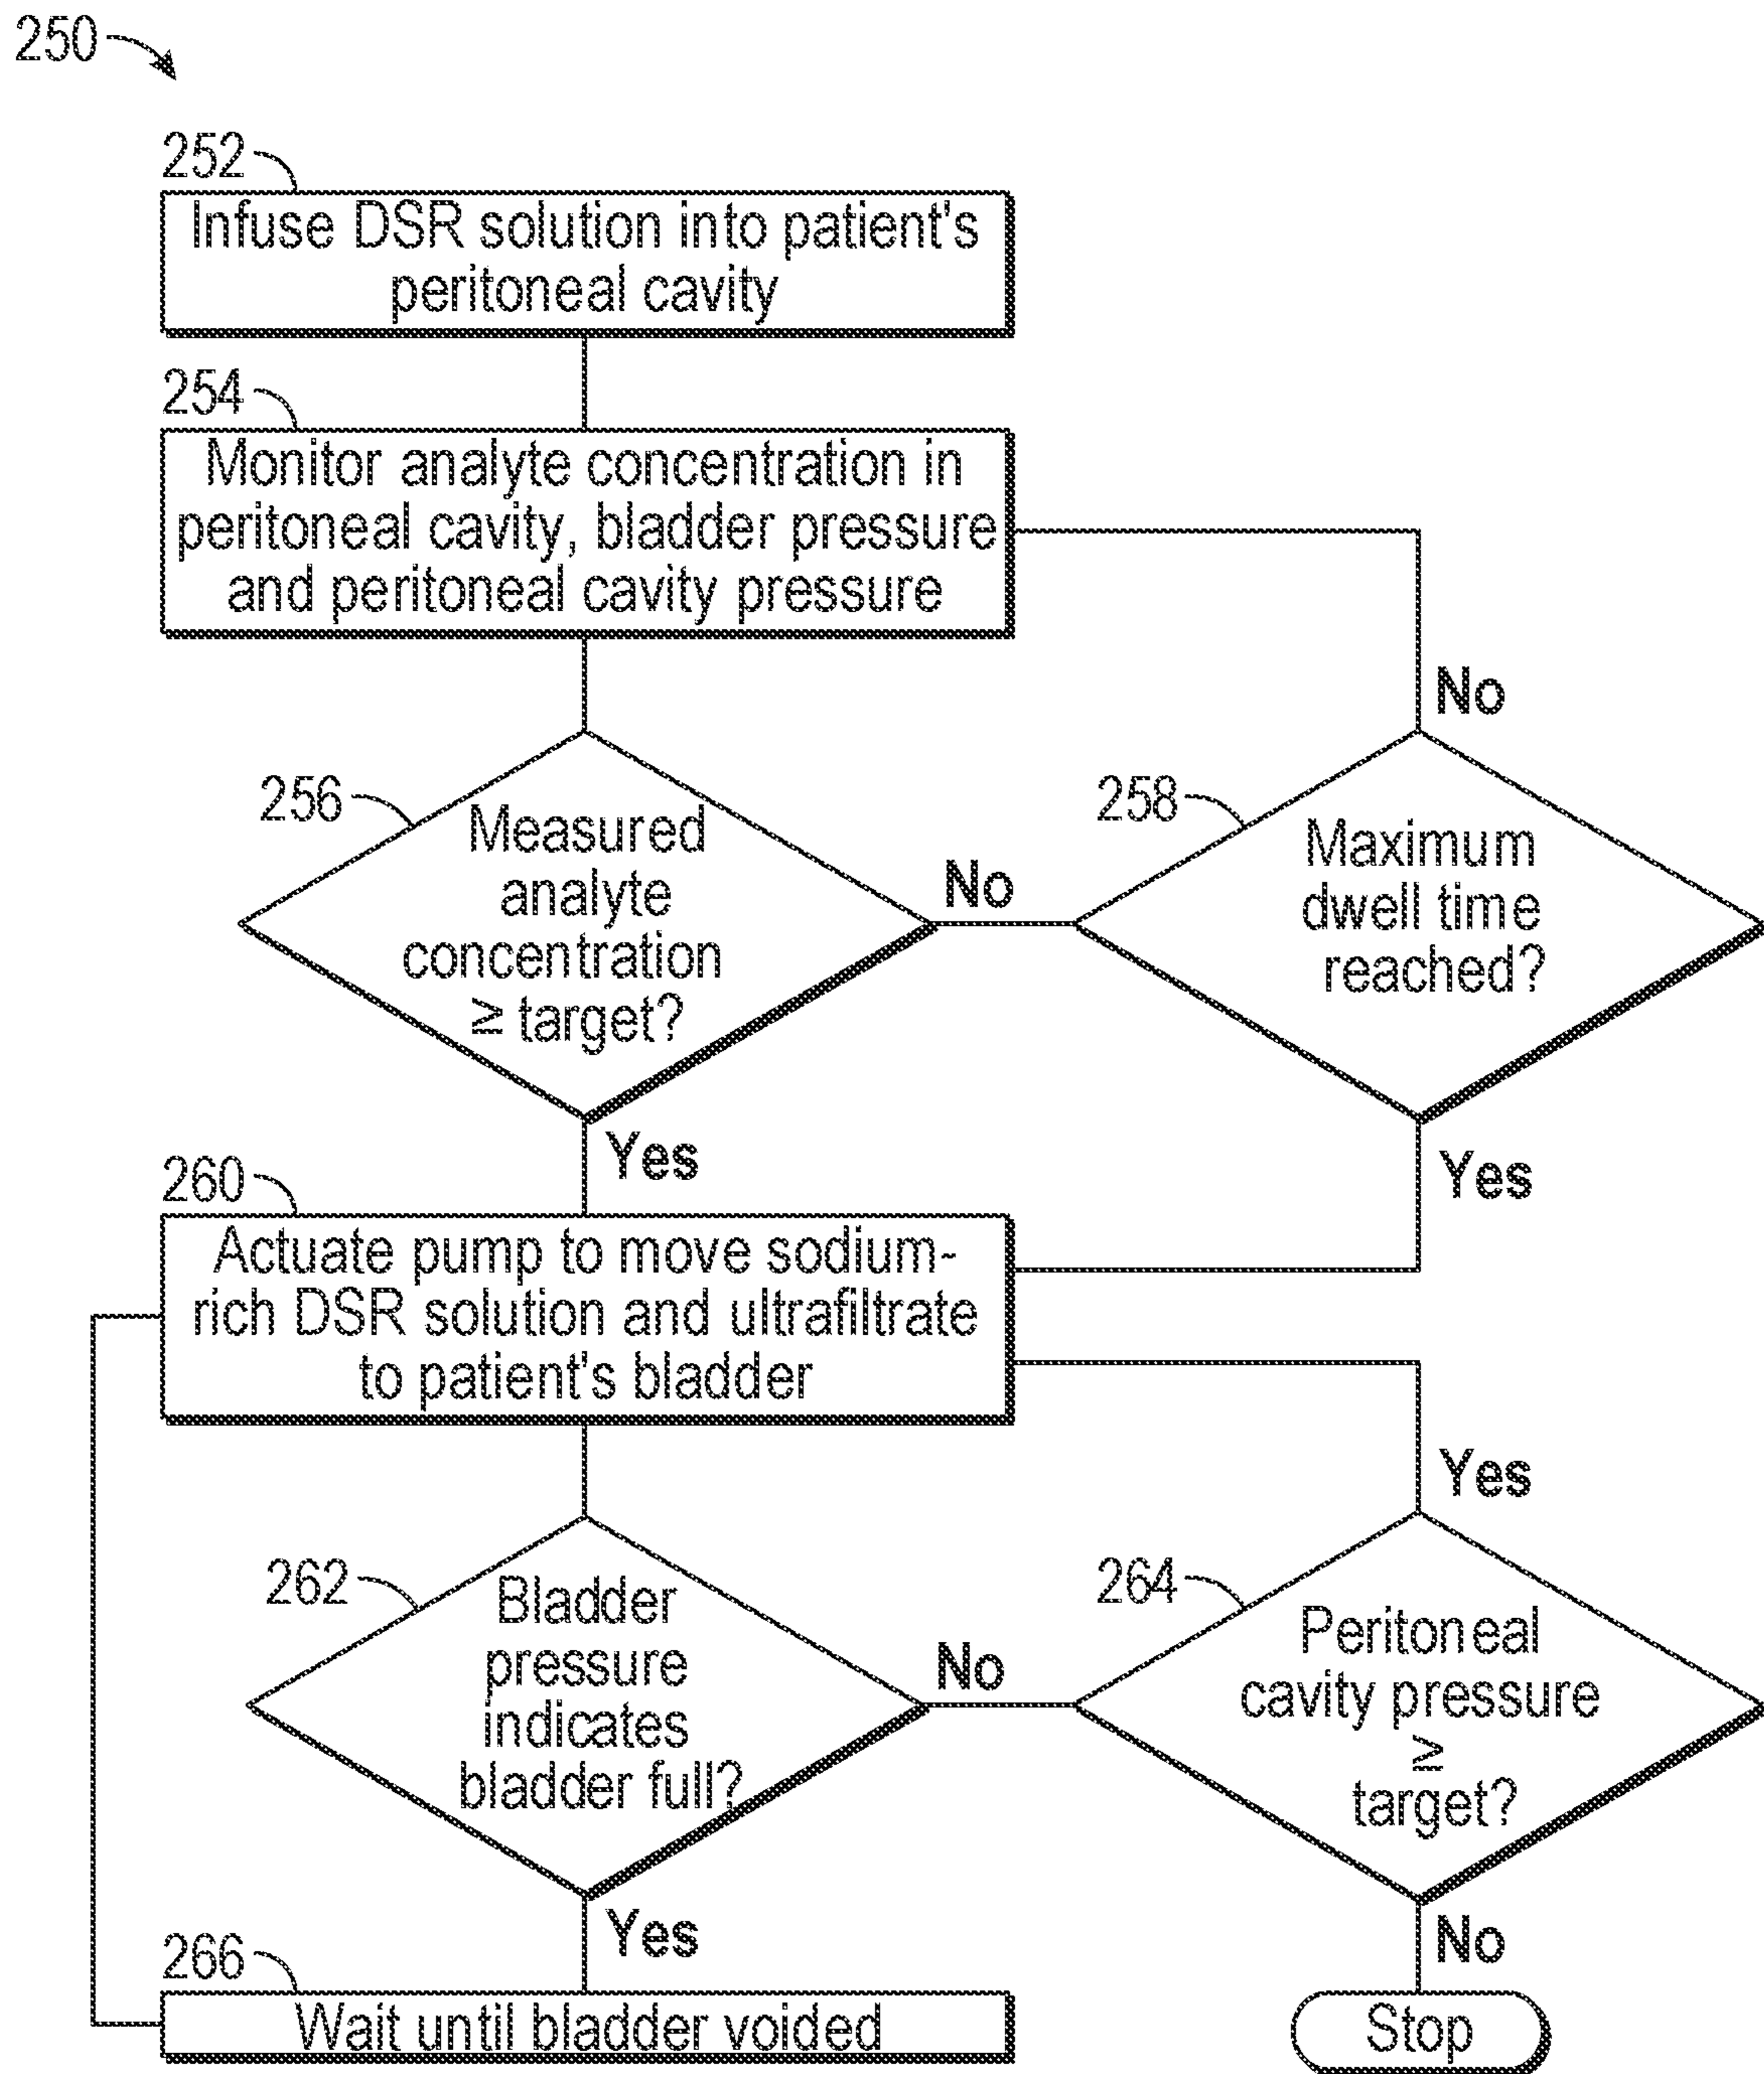 250
252
Infuse DSR solution into patient's
peritoneal cavity
254
Monitor analyte concentration in
peritoneal cavity, bladder pressure
and peritoneal cavity pressure
No
256
Measured
analyte
concentration
≥ target?
No
258
Maximum
dwell time
reached?
Yes
Yes
260
Actuate pump to move sodium-
rich DSR solution and ultrafiltrate
to patient's bladder
Yes
262
Bladder
pressure
indicates
bladder full?
No
264
Peritoneal
cavity pressure
≥
target?
Yes
No
266
Wait until bladder voided
Stop